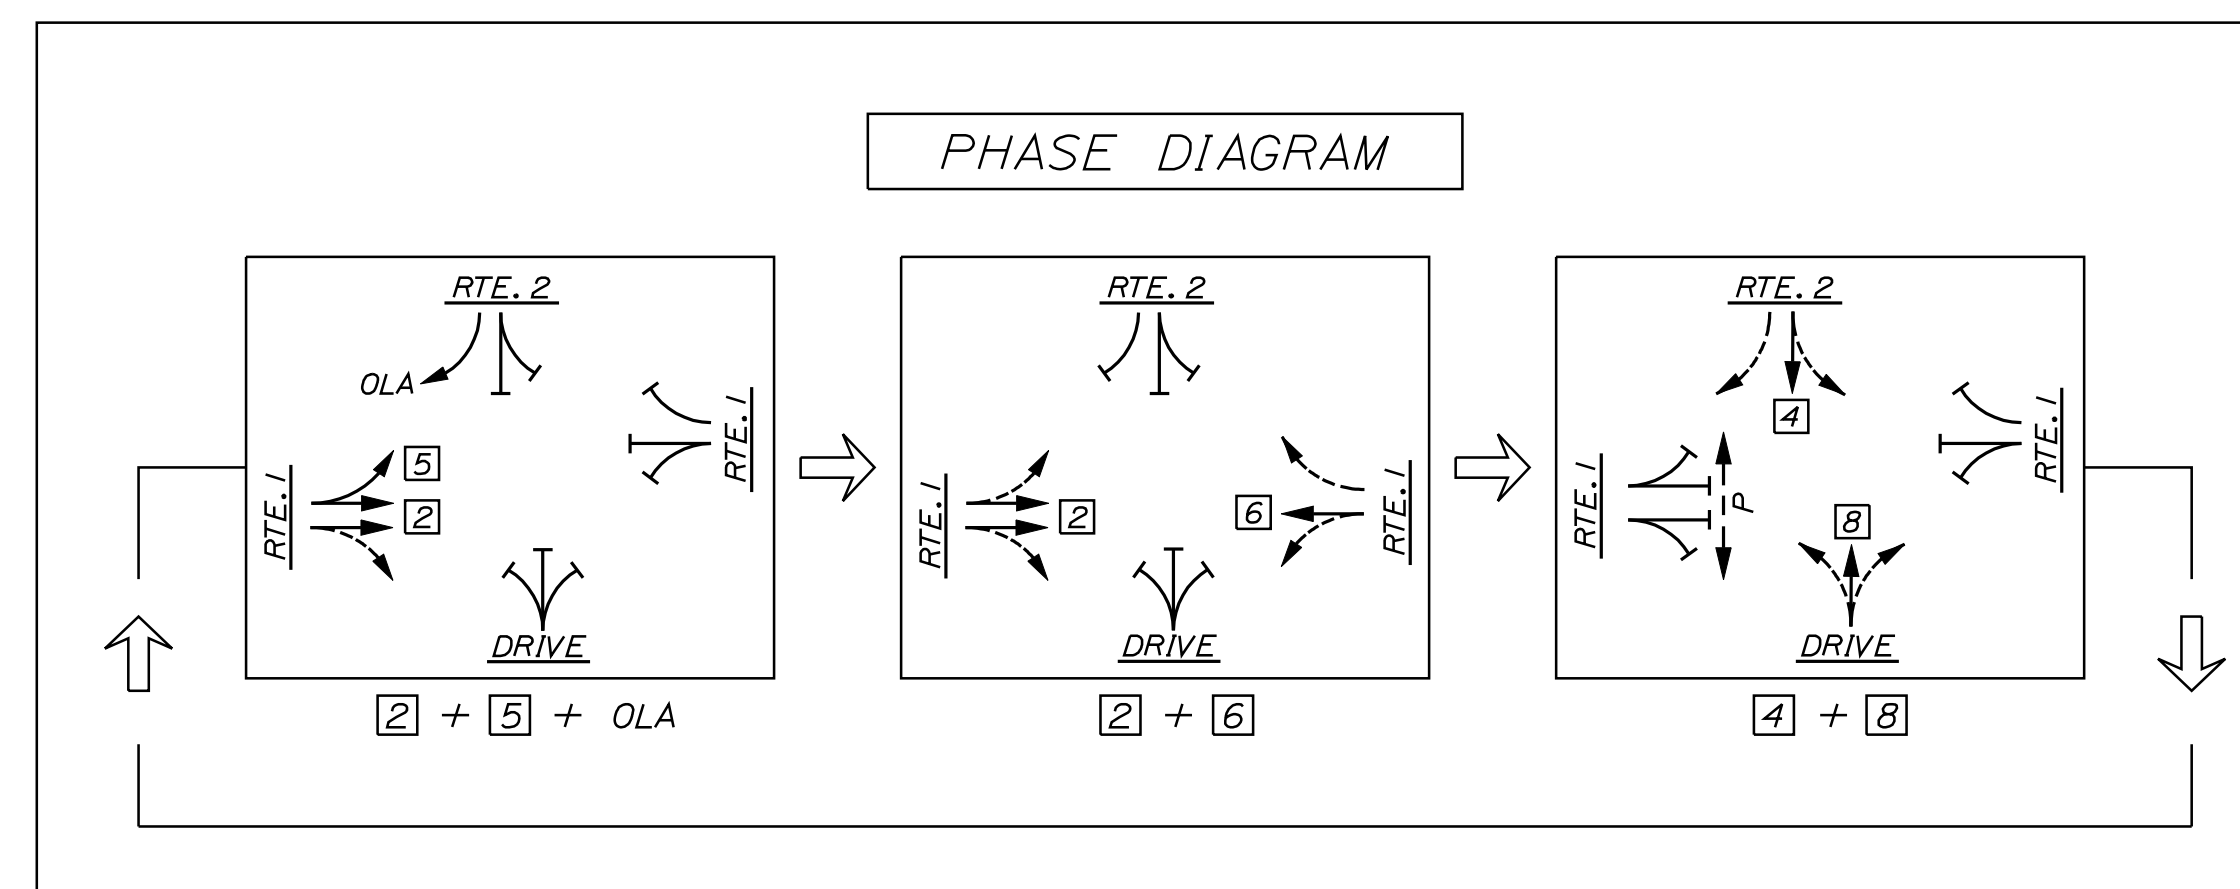 PHASE DIAGRAM
RTE. 2
OLA
RTE. 1
5
2
RTE. 1
DRIVE
2 + 5 + OLA
RTE. 2
RTE. 1
2
6
RTE. 1
DRIVE
2 + 6
RTE. 2
4
RTE. 1
P
RTE. 1
8
DRIVE
4 + 8